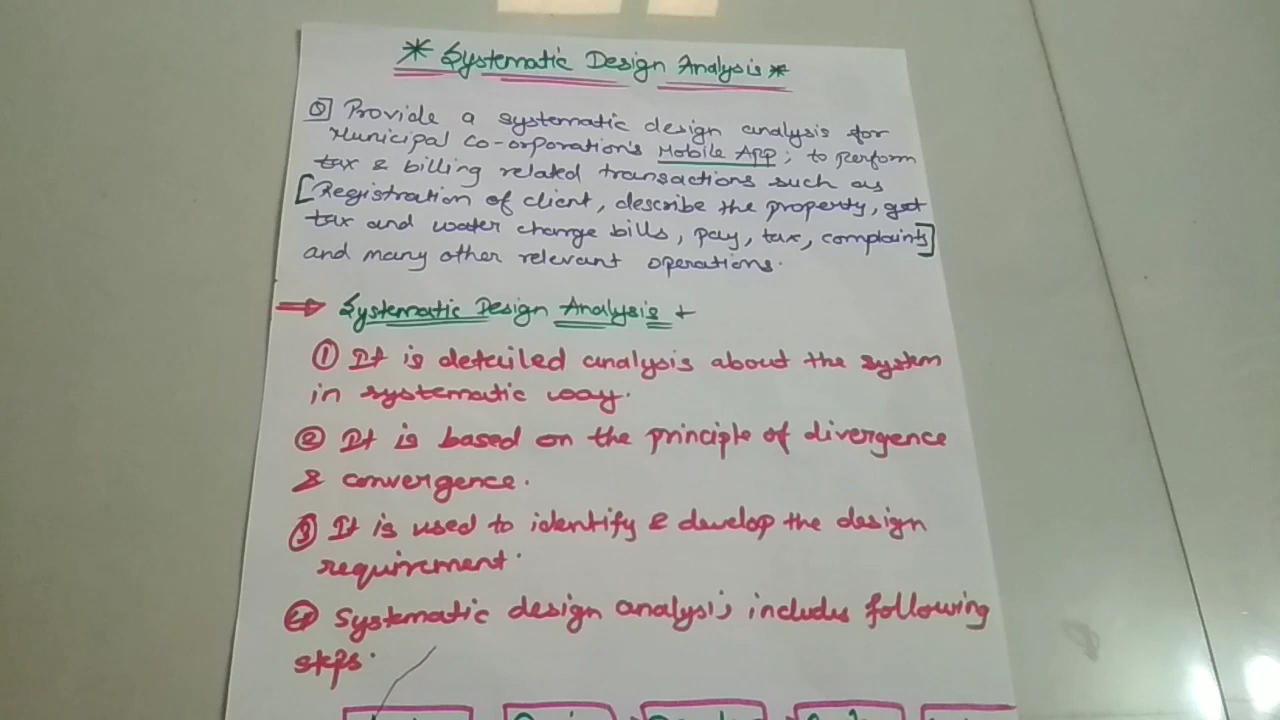 * Systematic Design Analysis *
Q] Provide a systematic design analysis for
Municipal Co-orporation's Mobile App; to perform
tax & billing related transactions such as
[Registration of client, describe the property, get
tax and water charge bills, pay, tax, complaints]
and many other relevant operations.
⇒ Systematic Design Analysis +
① It is detailed analysis about the system
in systematic way.
② It is based on the principle of divergence
& convergence.
③ It is used to identify & develop the design
requirement.
④ Systematic design analysis includes following
steps.